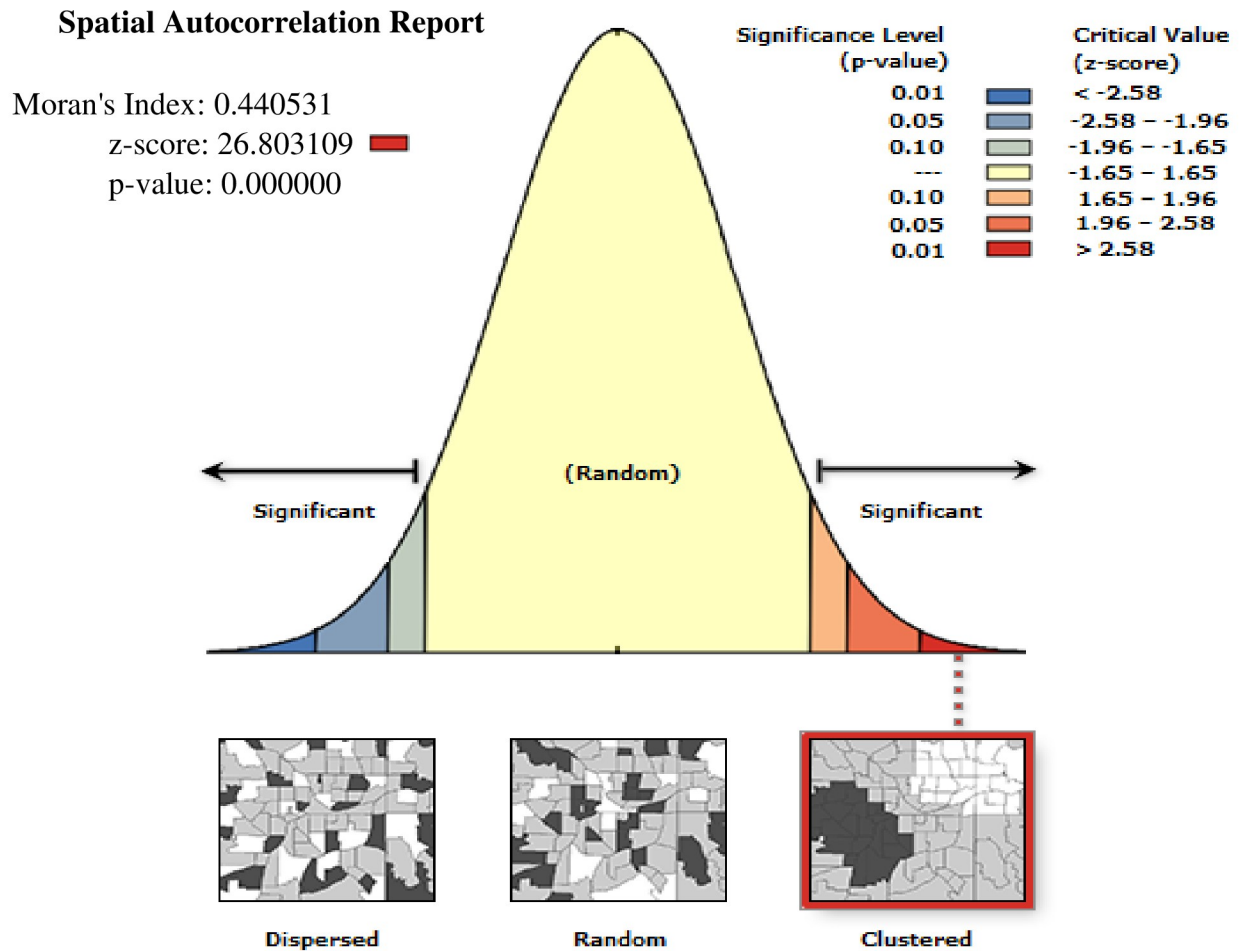 Spatial Autocorrelation Report
Moran's Index: 0.440531
z-score: 26.803109
p-value: 0.000000
Significance Level Critical Value
(p-value) (z-score)
0.01 < -2.58
0.05 -2.58 – -1.96
0.10 -1.96 – -1.65
--- -1.65 – 1.65
0.10 1.65 – 1.96
0.05 1.96 – 2.58
0.01 > 2.58
(Random)
Significant Significant
Dispersed Random Clustered